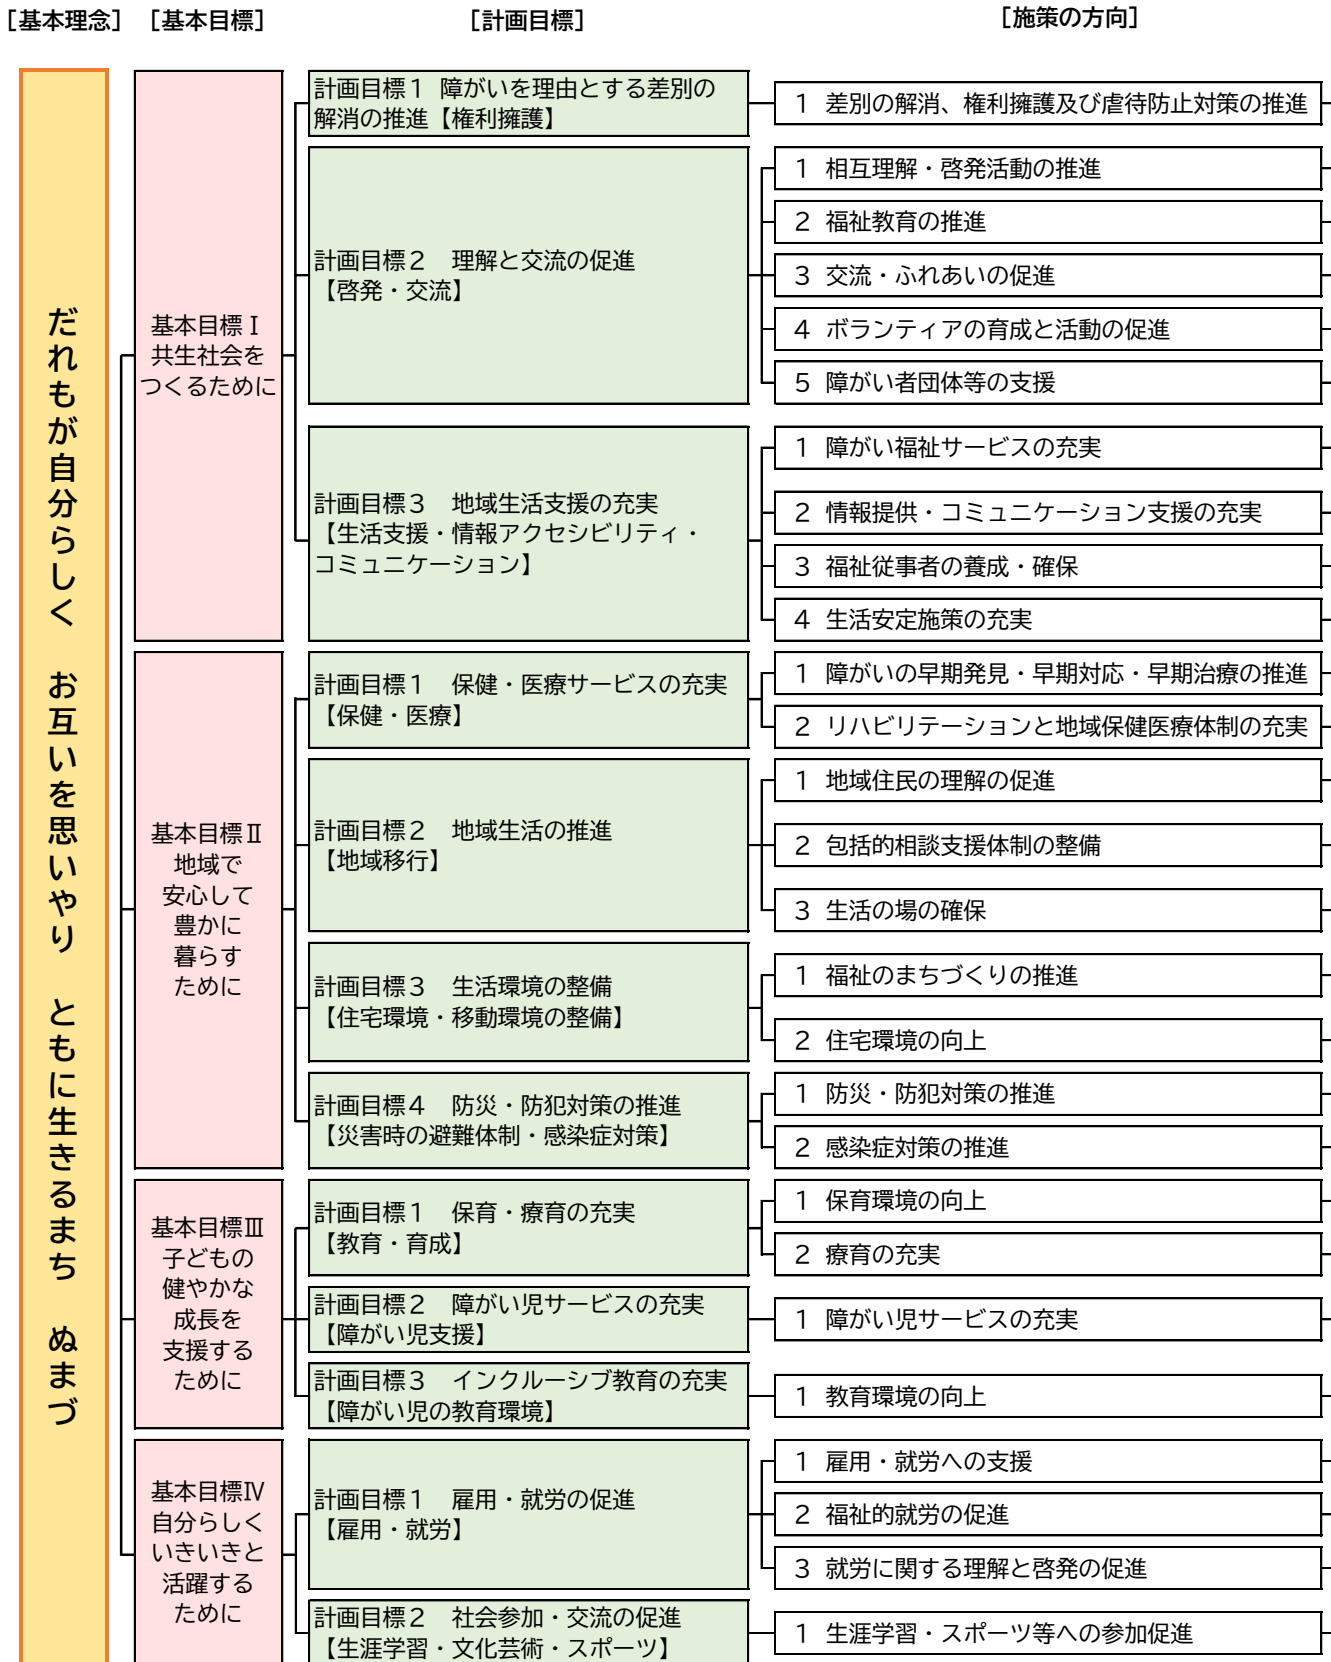 ［基本理念］
［基本目標］
［計画目標］
［施策の方向］
だれもが自分らしく　お互いを思いやり　ともに生きるまち　ぬまづ
基本目標Ⅰ
共生社会を
つくるために
計画目標１ 障がいを理由とする差別の
解消の推進【権利擁護】
１ 差別の解消、権利擁護及び虐待防止対策の推進
計画目標２　理解と交流の促進
【啓発・交流】
１ 相互理解・啓発活動の推進
２ 福祉教育の推進
３ 交流・ふれあいの促進
４ ボランティアの育成と活動の促進
５ 障がい者団体等の支援
計画目標３　地域生活支援の充実
【生活支援・情報アクセシビリティ・
コミュニケーション】
１ 障がい福祉サービスの充実
２ 情報提供・コミュニケーション支援の充実
３ 福祉従事者の養成・確保
４ 生活安定施策の充実
基本目標Ⅱ
地域で
安心して
豊かに
暮らす
ために
計画目標１　保健・医療サービスの充実
【保健・医療】
１ 障がいの早期発見・早期対応・早期治療の推進
２ リハビリテーションと地域保健医療体制の充実
計画目標２　地域生活の推進
【地域移行】
１ 地域住民の理解の促進
２ 包括的相談支援体制の整備
３ 生活の場の確保
計画目標３　生活環境の整備
【住宅環境・移動環境の整備】
１ 福祉のまちづくりの推進
２ 住宅環境の向上
計画目標４　防災・防犯対策の推進
【災害時の避難体制・感染症対策】
１ 防災・防犯対策の推進
２ 感染症対策の推進
基本目標Ⅲ
子どもの
健やかな
成長を
支援する
ために
計画目標１　保育・療育の充実
【教育・育成】
１ 保育環境の向上
２ 療育の充実
計画目標２　障がい児サービスの充実
【障がい児支援】
１ 障がい児サービスの充実
計画目標３　インクルーシブ教育の充実
【障がい児の教育環境】
１ 教育環境の向上
基本目標Ⅳ
自分らしく
いきいきと
活躍する
ために
計画目標１　雇用・就労の促進
【雇用・就労】
１ 雇用・就労への支援
２ 福祉的就労の促進
３ 就労に関する理解と啓発の促進
計画目標２　社会参加・交流の促進
【生涯学習・文化芸術・スポーツ】
１ 生涯学習・スポーツ等への参加促進